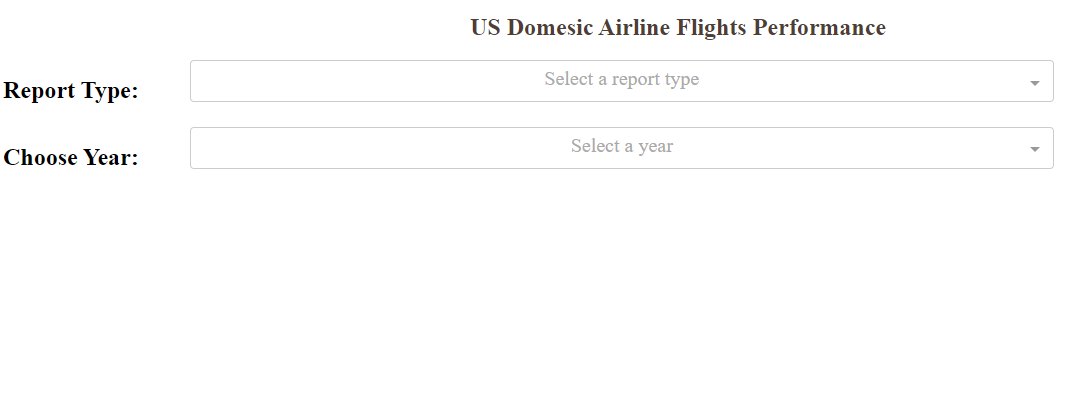 US Domesic Airline Flights Performance
Report Type:
Select a report type
Choose Year:
Select a year